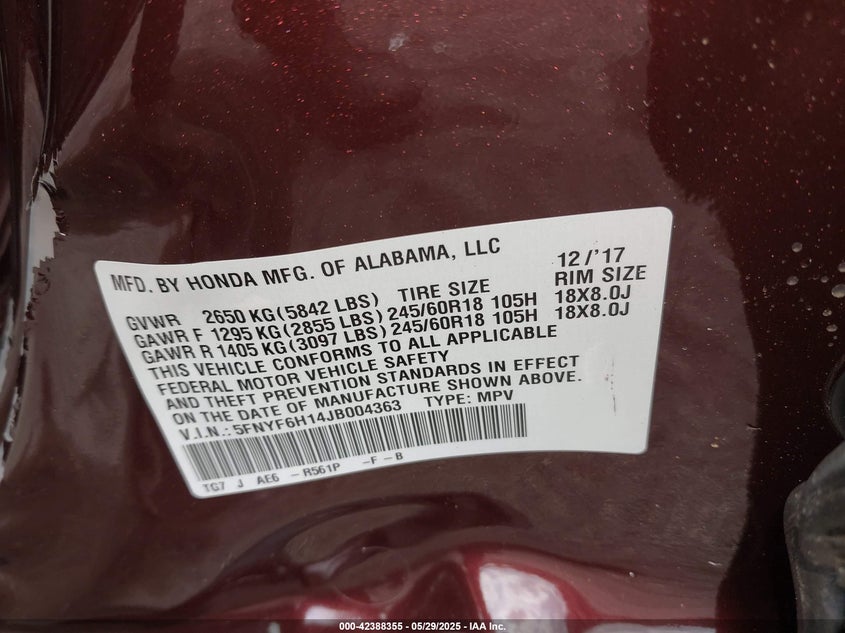 MFD. BY HONDA MFG. OF ALABAMA, LLC 12/'17
GVWR 2650 KG(5842 LBS) TIRE SIZE RIM SIZE
GAWR F 1295 KG(2855 LBS)245/60R18 105H 18X8.0J
GAWR R 1405 KG(3097 LBS)245/60R18 105H 18X8.0J
THIS VEHICLE CONFORMS TO ALL APPLICABLE
FEDERAL MOTOR VEHICLE SAFETY
AND THEFT PREVENTION STANDARDS IN EFFECT
ON THE DATE OF MANUFACTURE SHOWN ABOVE.
V.I.N.: 5FNYF6H14JB004363 TYPE: MPV
TG7 J AE6 -R561P -F -B
000-42388355 - 05/29/2025 - IAA Inc.